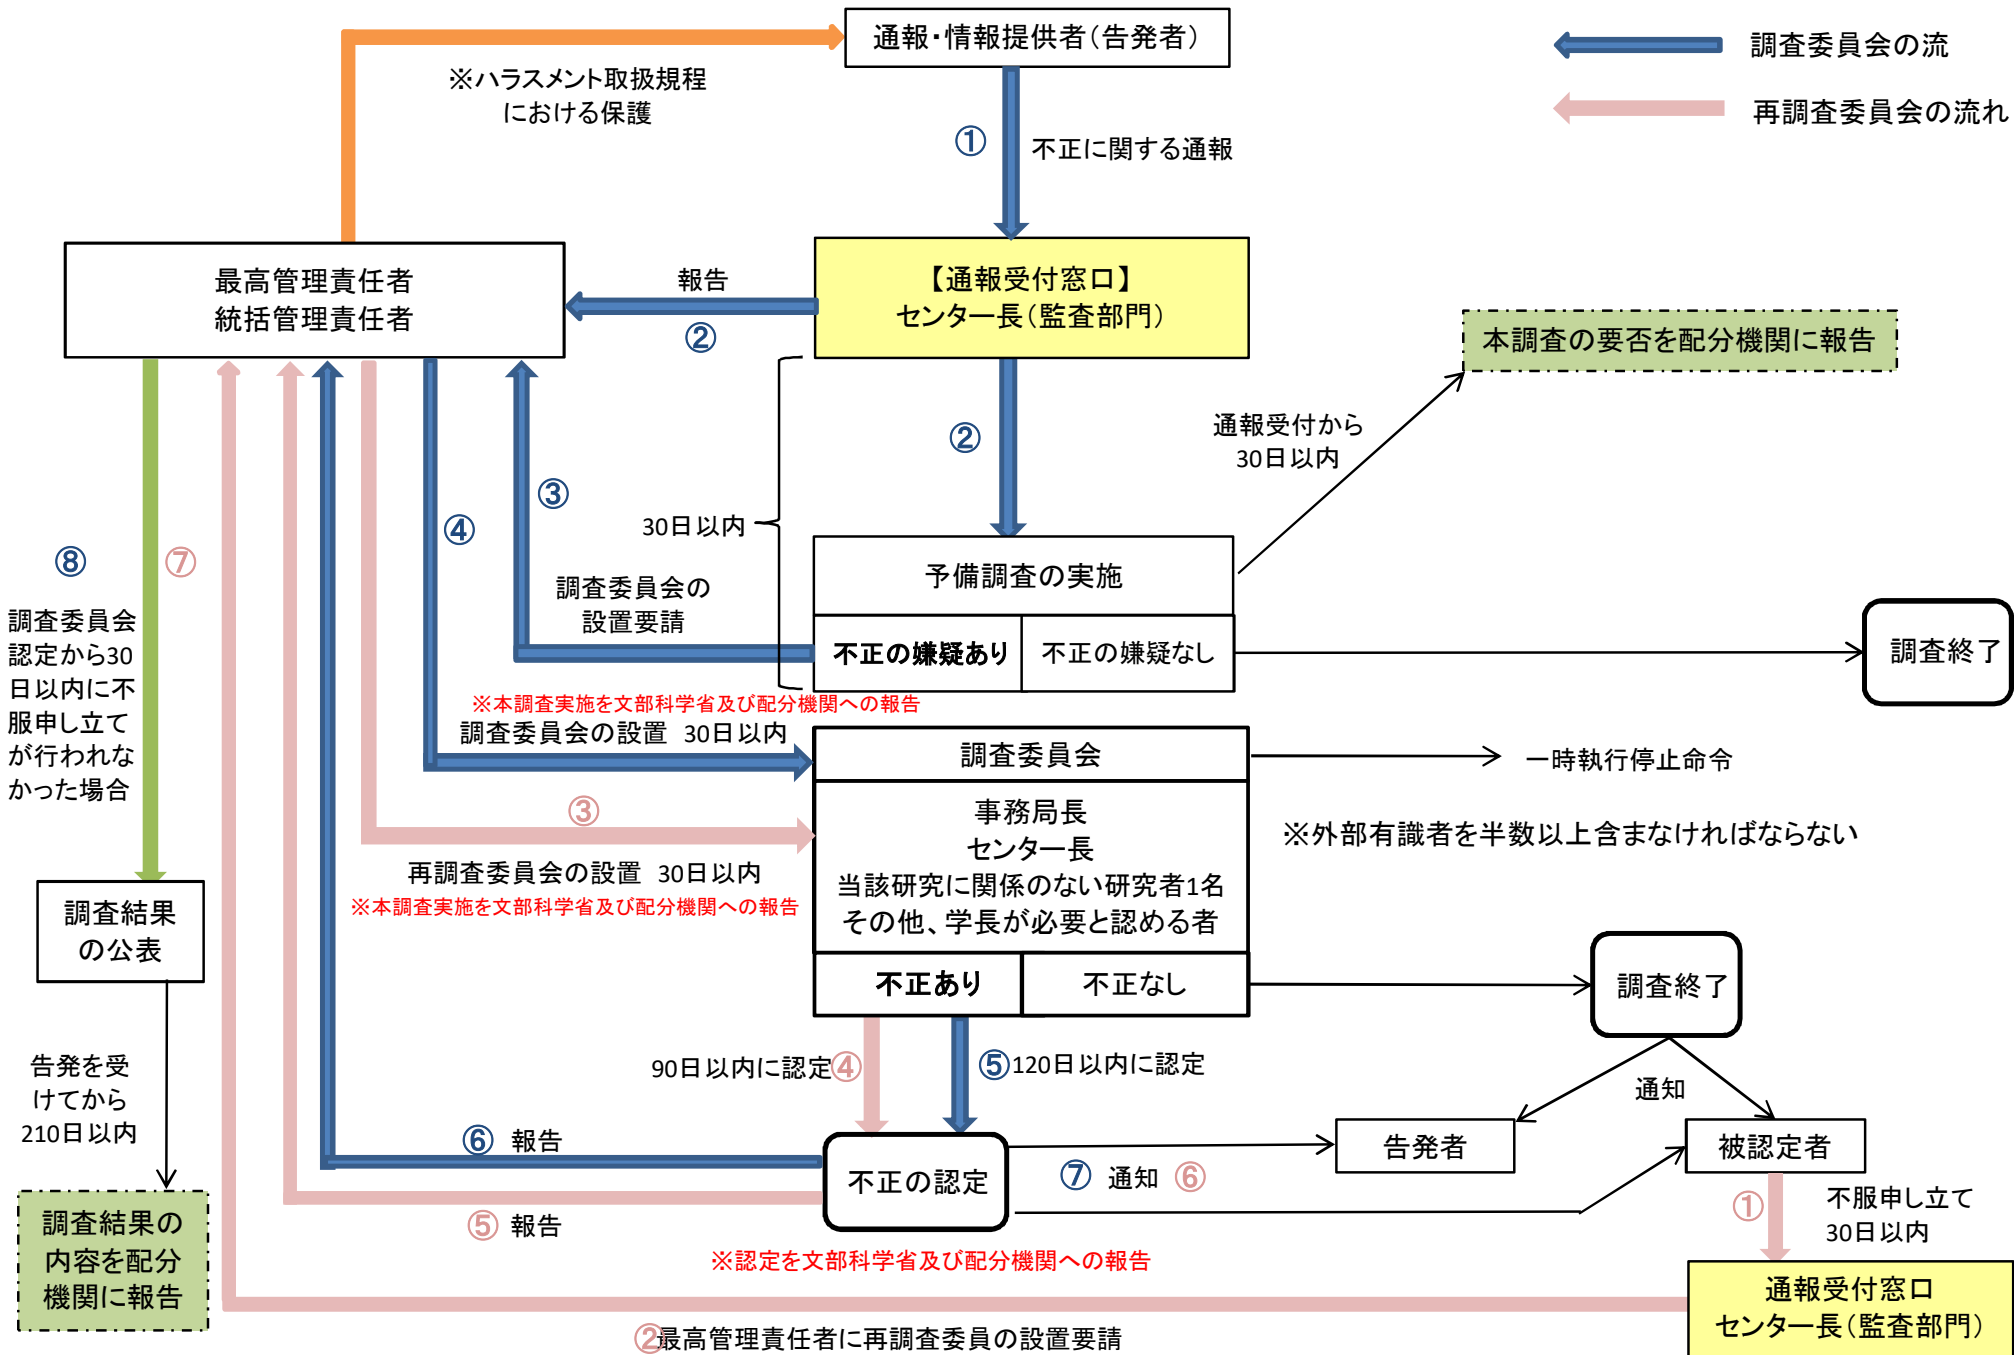 通報・情報提供者（告発者）
調査委員会の流
再調査委員会の流れ
※ハラスメント取扱規程
における保護
①
不正に関する通報
最高管理責任者
統括管理責任者
報告
②
【通報受付窓口】
センター長（監査部門）
本調査の要否を配分機関に報告
②
通報受付から
30日以内
③
④
30日以内
⑧
⑦
調査委員会
認定から30
日以内に不
服申し立て
が行われな
かった場合
調査委員会の
設置要請
予備調査の実施
不正の嫌疑あり
不正の嫌疑なし
調査終了
※本調査実施を文部科学省及び配分機関への報告
調査委員会の設置 30日以内
調査委員会
一時執行停止命令
③
事務局長
センター長
当該研究に関係のない研究者1名
その他、学長が必要と認める者
※外部有識者を半数以上含まなければならない
再調査委員会の設置 30日以内
※本調査実施を文部科学省及び配分機関への報告
調査結果
の公表
不正あり
不正なし
調査終了
90日以内に認定④
⑤120日以内に認定
告発を受
けてから
210日以内
通知
⑥ 報告
告発者
被認定者
不正の認定
⑦ 通知 ⑥
①
不服申し立て
30日以内
⑤ 報告
調査結果の
内容を配分
機関に報告
※認定を文部科学省及び配分機関への報告
通報受付窓口
センター長（監査部門）
②最高管理責任者に再調査委員の設置要請